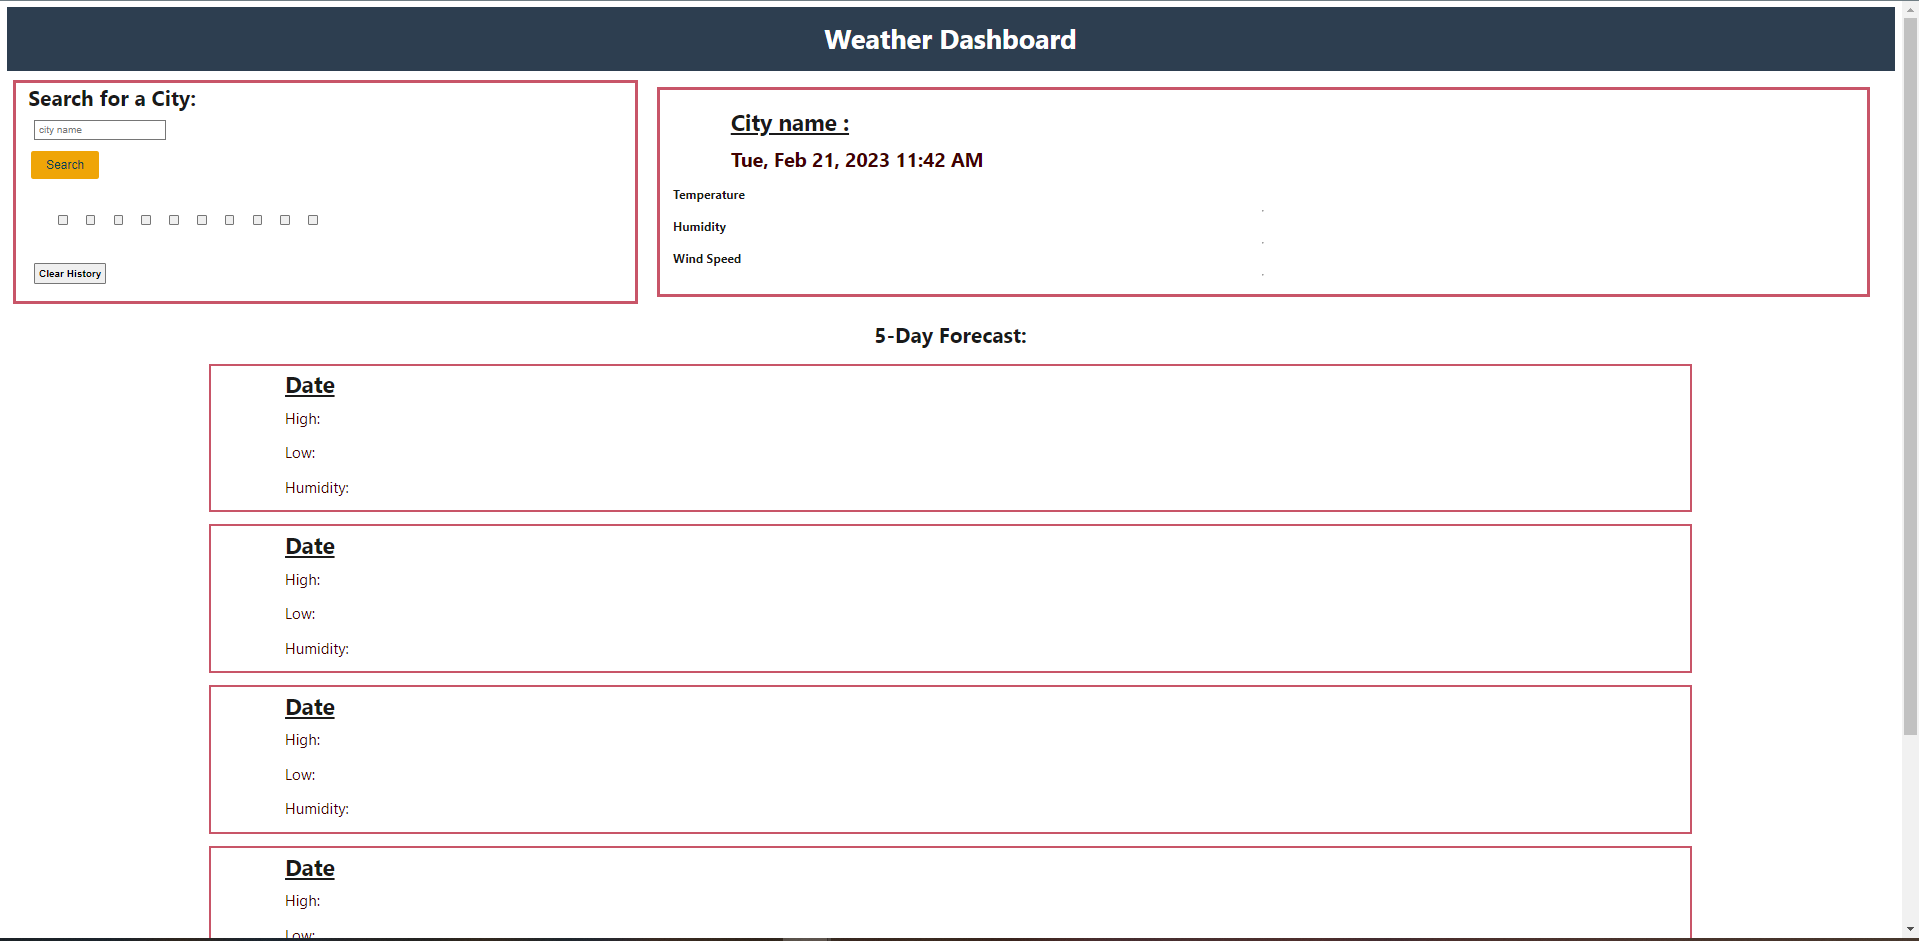 Weather Dashboard
Search for a City:
city name
Search
Clear History
City name :
Tue, Feb 21, 2023 11:42 AM
Temperature
Humidity
Wind Speed
5-Day Forecast:
Date
High:
Low:
Humidity:
Date
High:
Low:
Humidity:
Date
High:
Low:
Humidity:
Date
High:
Low: